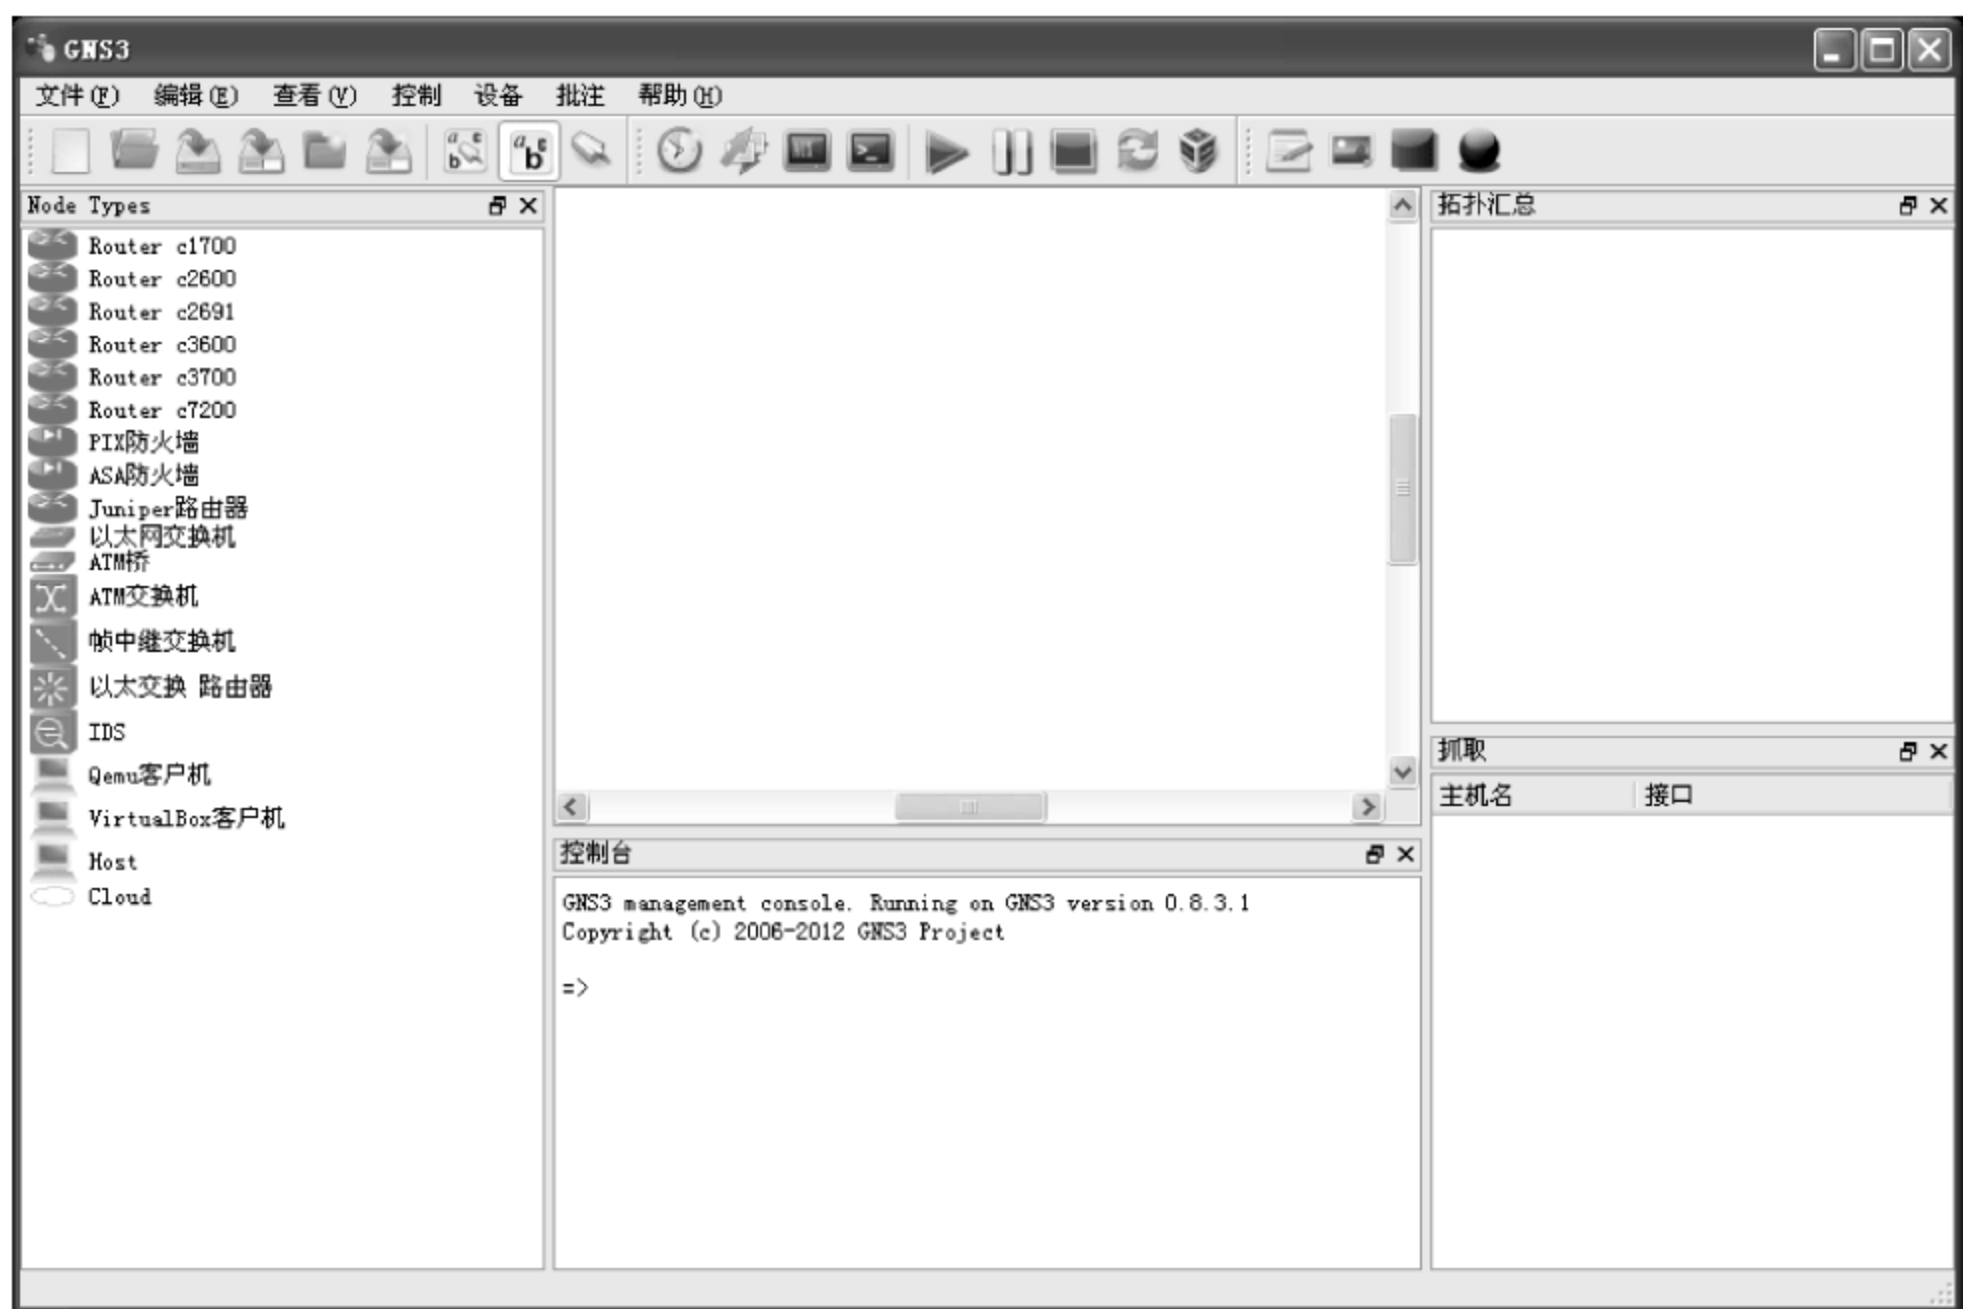 GNS3
文件(F) 编辑(E) 查看(V) 控制 设备 批注 帮助(H)
Node Types
Router c1700
Router c2600
Router c2691
Router c3600
Router c3700
Router c7200
PIX防火墙
ASA防火墙
Juniper路由器
以太网交换机
ATM桥
ATM交换机
帧中继交换机
以太交换 路由器
IDS
Qemu客户机
VirtualBox客户机
Host
Cloud
控制台
GNS3 management console. Running on GNS3 version 0.8.3.1
Copyright (c) 2006-2012 GNS3 Project
=>
拓扑汇总
抓取
主机名 接口